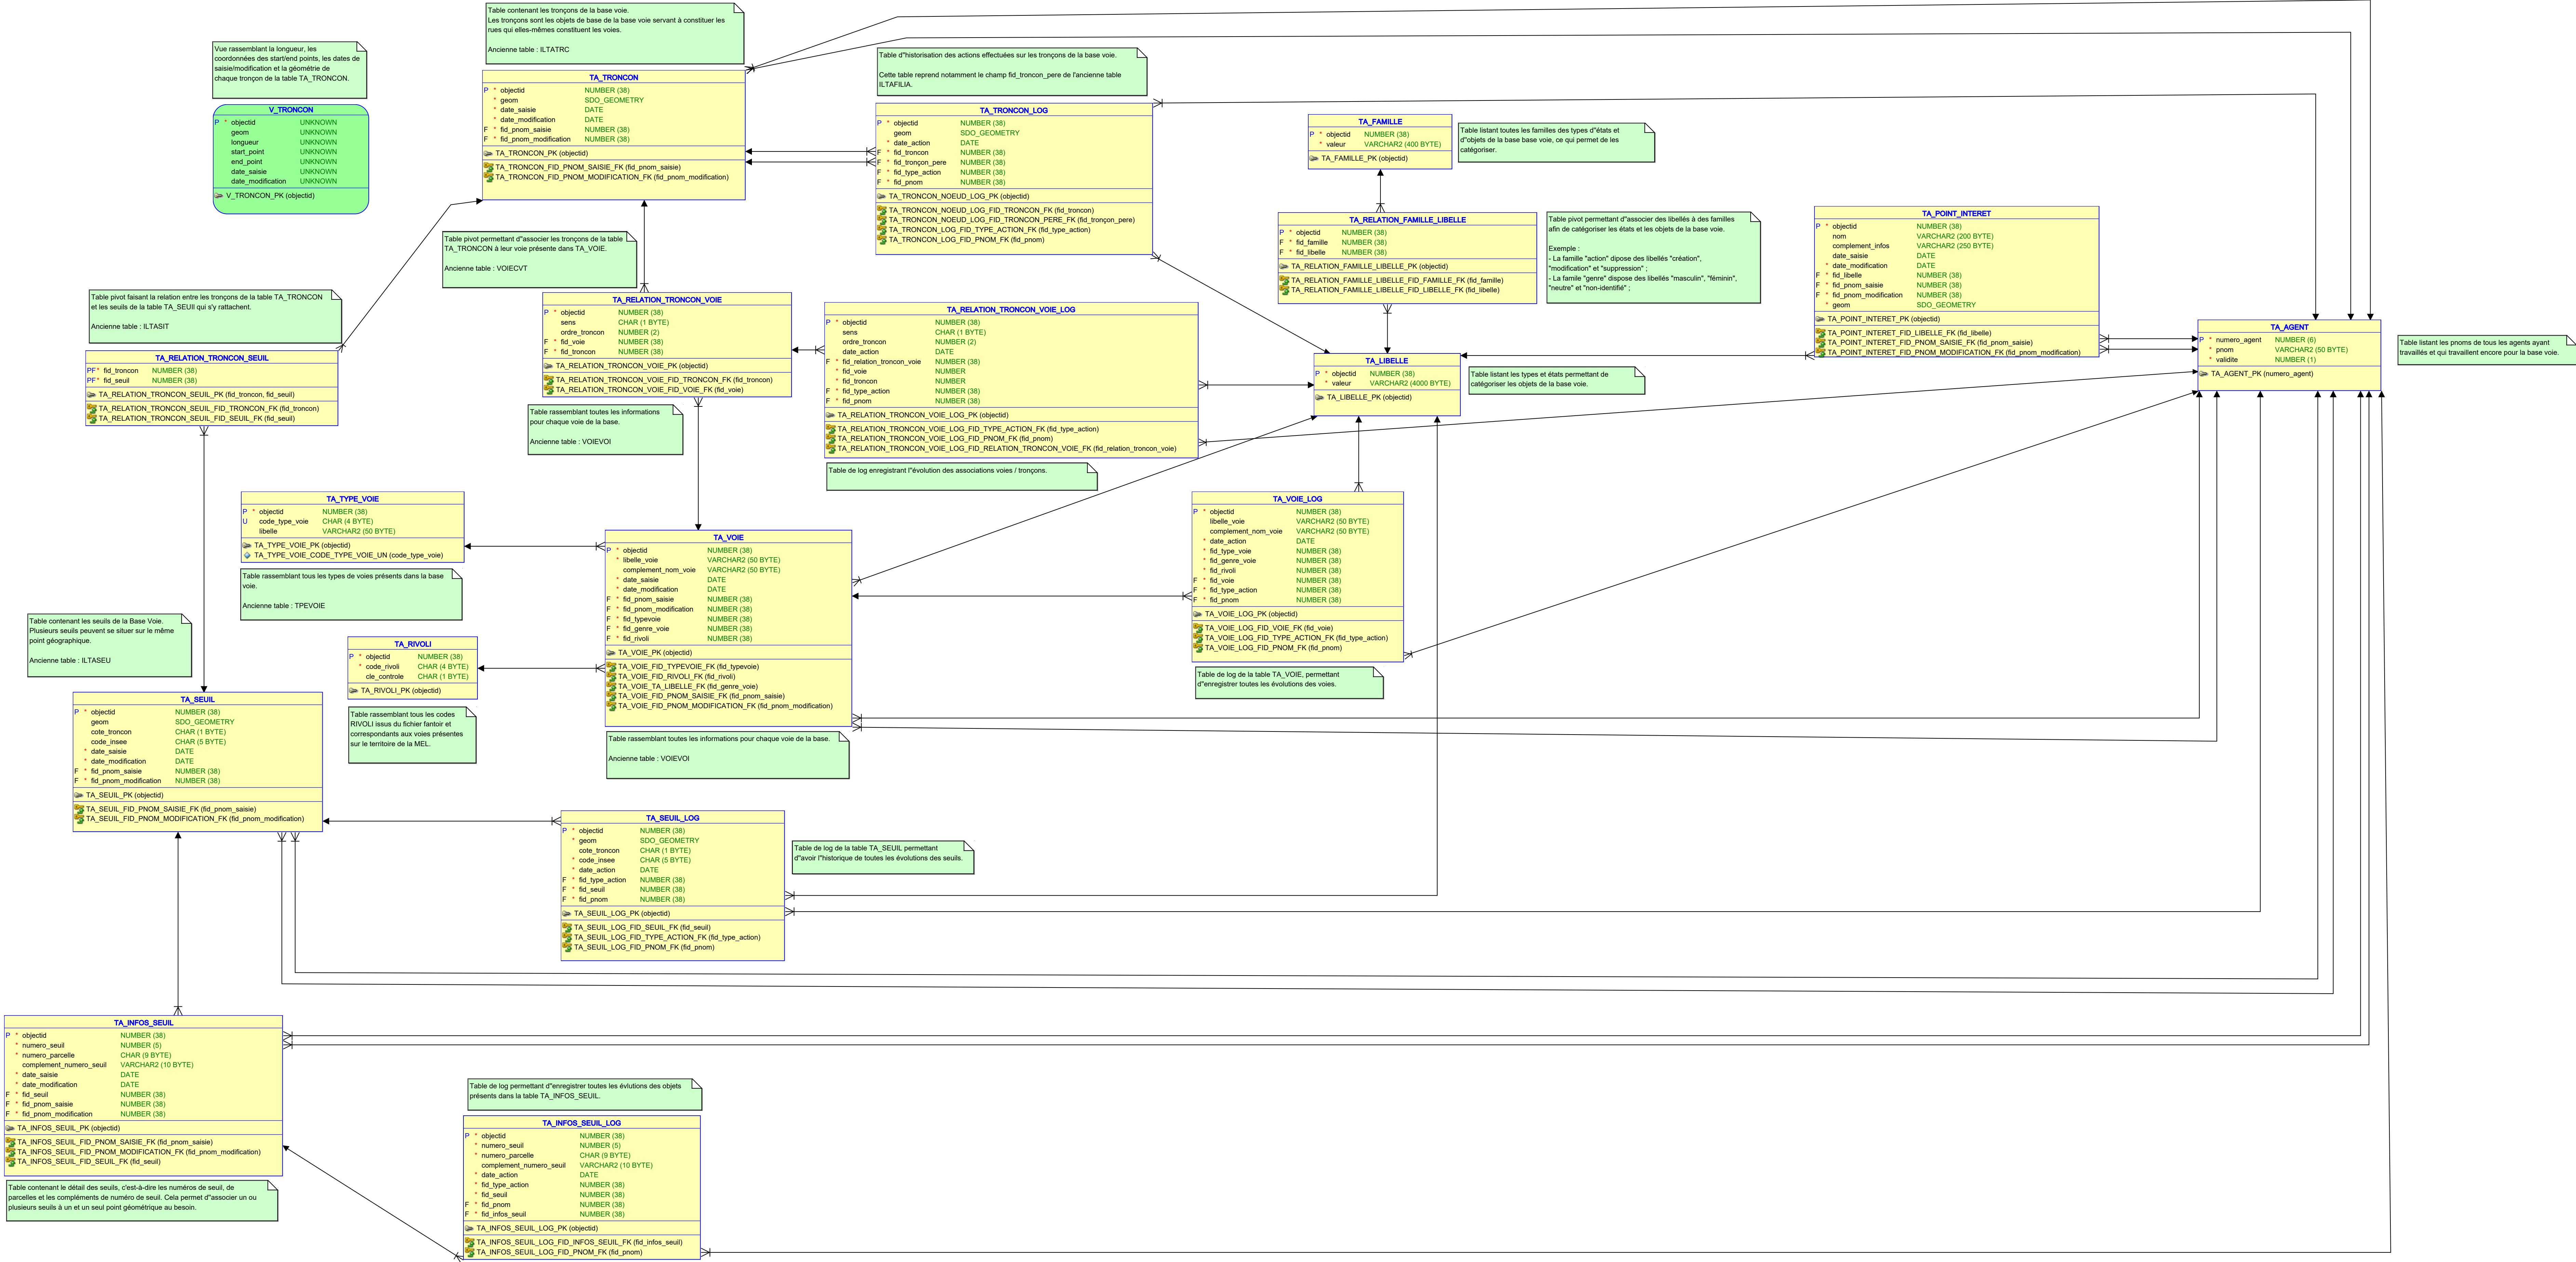 Table contenant les tronçons de la base voie.
Les tronçons sont les objets de base de la base voie servant à constituer les
rues qui elles-mêmes constituent les voies.
Ancienne table : ILTATRC
Vue rassemblant la longueur, les
coordonnées des start/end points, les dates de
saisie/modification et la géométrie de
chaque tronçon de la table TA_TRONCON.
V_TRONCON
P * objectid UNKNOWN
geom UNKNOWN
longueur UNKNOWN
start_point UNKNOWN
end_point UNKNOWN
date_saisie UNKNOWN
date_modification UNKNOWN
V_TRONCON_PK (objectid)
TA_TRONCON
P * objectid NUMBER (38)
* geom SDO_GEOMETRY
* date_saisie DATE
* date_modification DATE
F * fid_pnom_saisie NUMBER (38)
F * fid_pnom_modification NUMBER (38)
TA_TRONCON_PK (objectid)
TA_TRONCON_FID_PNOM_SAISIE_FK (fid_pnom_saisie)
TA_TRONCON_FID_PNOM_MODIFICATION_FK (fid_pnom_modification)
Table d"historisation des actions effectuées sur les tronçons de la base voie.
Cette table reprend notamment le champ fid_troncon_pere de l'ancienne table
ILTAFILIA.
TA_TRONCON_LOG
P * objectid NUMBER (38)
geom SDO_GEOMETRY
* date_action DATE
F * fid_troncon NUMBER (38)
F * fid_tronçon_pere NUMBER (38)
F * fid_type_action NUMBER (38)
F * fid_pnom NUMBER (38)
TA_TRONCON_NOEUD_LOG_PK (objectid)
TA_TRONCON_NOEUD_LOG_FID_TRONCON_FK (fid_troncon)
TA_TRONCON_NOEUD_LOG_FID_TRONCON_PERE_FK (fid_tronçon_pere)
TA_TRONCON_LOG_FID_TYPE_ACTION_FK (fid_type_action)
TA_TRONCON_LOG_FID_PNOM_FK (fid_pnom)
TA_FAMILLE
P * objectid NUMBER (38)
* valeur VARCHAR2 (400 BYTE)
TA_FAMILLE_PK (objectid)
Table listant toutes les familles des types d"états et
d"objets de la base base voie, ce qui permet de les
catégoriser.
TA_RELATION_FAMILLE_LIBELLE
P * objectid NUMBER (38)
F * fid_famille NUMBER (38)
F * fid_libelle NUMBER (38)
TA_RELATION_FAMILLE_LIBELLE_PK (objectid)
TA_RELATION_FAMILLE_LIBELLE_FID_FAMILLE_FK (fid_famille)
TA_RELATION_FAMILLE_LIBELLE_FID_LIBELLE_FK (fid_libelle)
Table pivot permettant d"associer des libellés à des familles
afin de catégoriser les états et les objets de la base voie.
Exemple :
- La famille "action" dipose des libellés "création",
"modification" et "suppression" ;
- La famile "genre" dispose des libellés "masculin", "féminin",
"neutre" et "non-identifié" ;
TA_POINT_INTERET
P * objectid NUMBER (38)
nom VARCHAR2 (200 BYTE)
complement_infos VARCHAR2 (250 BYTE)
date_saisie DATE
* date_modification DATE
F * fid_libelle NUMBER (38)
F * fid_pnom_saisie NUMBER (38)
F * fid_pnom_modification NUMBER (38)
* geom SDO_GEOMETRY
TA_POINT_INTERET_PK (objectid)
TA_POINT_INTERET_FID_LIBELLE_FK (fid_libelle)
TA_POINT_INTERET_FID_PNOM_SAISIE_FK (fid_pnom_saisie)
TA_POINT_INTERET_FID_PNOM_MODIFICATION_FK (fid_pnom_modification)
TA_AGENT
P * numero_agent NUMBER (6)
* pnom VARCHAR2 (50 BYTE)
* validite NUMBER (1)
TA_AGENT_PK (numero_agent)
Table listant les pnoms de tous les agents ayant
travaillés et qui travaillent encore pour la base voie.
Table pivot permettant d"associer les tronçons de la table
TA_TRONCON à leur voie présente dans TA_VOIE.
Ancienne table : VOIECVT
Table pivot faisant la relation entre les tronçons de la table TA_TRONCON
et les seuils de la table TA_SEUIl qui s'y rattachent.
Ancienne table : ILTASIT
TA_RELATION_TRONCON_SEUIL
PF * fid_troncon NUMBER (38)
PF * fid_seuil NUMBER (38)
TA_RELATION_TRONCON_SEUIL_PK (fid_troncon, fid_seuil)
TA_RELATION_TRONCON_SEUIL_FID_TRONCON_FK (fid_troncon)
TA_RELATION_TRONCON_SEUIL_FID_SEUIL_FK (fid_seuil)
TA_RELATION_TRONCON_VOIE
P * objectid NUMBER (38)
sens CHAR (1 BYTE)
ordre_troncon NUMBER (2)
F * fid_voie NUMBER (38)
F * fid_troncon NUMBER (38)
TA_RELATION_TRONCON_VOIE_PK (objectid)
TA_RELATION_TRONCON_VOIE_FID_TRONCON_FK (fid_troncon)
TA_RELATION_TRONCON_VOIE_FID_VOIE_FK (fid_voie)
TA_RELATION_TRONCON_VOIE_LOG
P * objectid NUMBER (38)
sens CHAR (1 BYTE)
ordre_troncon NUMBER (2)
date_action DATE
F * fid_relation_troncon_voie NUMBER (38)
* fid_voie NUMBER
* fid_troncon NUMBER
F * fid_type_action NUMBER (38)
F * fid_pnom NUMBER (38)
TA_RELATION_TRONCON_VOIE_LOG_PK (objectid)
TA_RELATION_TRONCON_VOIE_LOG_FID_TYPE_ACTION_FK (fid_type_action)
TA_RELATION_TRONCON_VOIE_LOG_FID_PNOM_FK (fid_pnom)
TA_RELATION_TRONCON_VOIE_LOG_FID_RELATION_TRONCON_VOIE_FK (fid_relation_troncon_voie)
Table de log enregistrant l"évolution des associations voies / tronçons.
TA_LIBELLE
P * objectid NUMBER (38)
* valeur VARCHAR2 (4000 BYTE)
TA_LIBELLE_PK (objectid)
Table listant les types et états permettant de
catégoriser les objets de la base voie.
Table rassemblant toutes les informations
pour chaque voie de la base.
Ancienne table : VOIEVOI
TA_TYPE_VOIE
P * objectid NUMBER (38)
U code_type_voie CHAR (4 BYTE)
libelle VARCHAR2 (50 BYTE)
TA_TYPE_VOIE_PK (objectid)
TA_TYPE_VOIE_CODE_TYPE_VOIE_UN (code_type_voie)
Table rassemblant tous les types de voies présents dans la base
voie.
Ancienne table : TPEVOIE
TA_VOIE
P * objectid NUMBER (38)
* libelle_voie VARCHAR2 (50 BYTE)
complement_nom_voie VARCHAR2 (50 BYTE)
* date_saisie DATE
* date_modification DATE
F * fid_pnom_saisie NUMBER (38)
F * fid_pnom_modification NUMBER (38)
F * fid_typevoie NUMBER (38)
F * fid_genre_voie NUMBER (38)
F * fid_rivoli NUMBER (38)
TA_VOIE_PK (objectid)
TA_VOIE_FID_TYPEVOIE_FK (fid_typevoie)
TA_VOIE_FID_RIVOLI_FK (fid_rivoli)
TA_VOIE_TA_LIBELLE_FK (fid_genre_voie)
TA_VOIE_FID_PNOM_SAISIE_FK (fid_pnom_saisie)
TA_VOIE_FID_PNOM_MODIFICATION_FK (fid_pnom_modification)
Table rassemblant toutes les informations pour chaque voie de la base.
Ancienne table : VOIEVOI
TA_VOIE_LOG
P * objectid NUMBER (38)
libelle_voie VARCHAR2 (50 BYTE)
complement_nom_voie VARCHAR2 (50 BYTE)
* date_action DATE
* fid_type_voie NUMBER (38)
* fid_genre_voie NUMBER (38)
* fid_rivoli NUMBER (38)
F * fid_voie NUMBER (38)
F * fid_type_action NUMBER (38)
F * fid_pnom NUMBER (38)
TA_VOIE_LOG_PK (objectid)
TA_VOIE_LOG_FID_VOIE_FK (fid_voie)
TA_VOIE_LOG_FID_TYPE_ACTION_FK (fid_type_action)
TA_VOIE_LOG_FID_PNOM_FK (fid_pnom)
Table de log de la table TA_VOIE, permettant
d"enregistrer toutes les évolutions des voies.
Table contenant les seuils de la Base Voie.
Plusieurs seuils peuvent se situer sur le même
point géographique.
Ancienne table : ILTASEU
TA_RIVOLI
P * objectid NUMBER (38)
* code_rivoli CHAR (4 BYTE)
cle_controle CHAR (1 BYTE)
TA_RIVOLI_PK (objectid)
Table rassemblant tous les codes
RIVOLI issus du fichier fantoir et
correspondants aux voies présentes
sur le territoire de la MEL.
TA_SEUIL
P * objectid NUMBER (38)
geom SDO_GEOMETRY
cote_troncon CHAR (1 BYTE)
code_insee CHAR (5 BYTE)
* date_saisie DATE
* date_modification DATE
F * fid_pnom_saisie NUMBER (38)
F * fid_pnom_modification NUMBER (38)
TA_SEUIL_PK (objectid)
TA_SEUIL_FID_PNOM_SAISIE_FK (fid_pnom_saisie)
TA_SEUIL_FID_PNOM_MODIFICATION_FK (fid_pnom_modification)
TA_SEUIL_LOG
P * objectid NUMBER (38)
* geom SDO_GEOMETRY
cote_troncon CHAR (1 BYTE)
* code_insee CHAR (5 BYTE)
* date_action DATE
F * fid_type_action NUMBER (38)
F * fid_seuil NUMBER (38)
F * fid_pnom NUMBER (38)
TA_SEUIL_LOG_PK (objectid)
TA_SEUIL_LOG_FID_SEUIL_FK (fid_seuil)
TA_SEUIL_LOG_FID_TYPE_ACTION_FK (fid_type_action)
TA_SEUIL_LOG_FID_PNOM_FK (fid_pnom)
Table de log de la table TA_SEUIL permettant
d"avoir l"historique de toutes les évolutions des seuils.
TA_INFOS_SEUIL
P * objectid NUMBER (38)
* numero_seuil NUMBER (5)
* numero_parcelle CHAR (9 BYTE)
complement_numero_seuil VARCHAR2 (10 BYTE)
* date_saisie DATE
* date_modification DATE
F * fid_seuil NUMBER (38)
F * fid_pnom_saisie NUMBER (38)
F * fid_pnom_modification NUMBER (38)
TA_INFOS_SEUIL_PK (objectid)
TA_INFOS_SEUIL_FID_PNOM_SAISIE_FK (fid_pnom_saisie)
TA_INFOS_SEUIL_FID_PNOM_MODIFICATION_FK (fid_pnom_modification)
TA_INFOS_SEUIL_FID_SEUIL_FK (fid_seuil)
Table contenant le détail des seuils, c'est-à-dire les numéros de seuil, de
parcelles et les compléments de numéro de seuil. Cela permet d"associer un ou
plusieurs seuils à un et un seul point géométrique au besoin.
Table de log permettant d"enregistrer toutes les évlutions des objets
présents dans la table TA_INFOS_SEUIL.
TA_INFOS_SEUIL_LOG
P * objectid NUMBER (38)
* numero_seuil NUMBER (5)
* numero_parcelle CHAR (9 BYTE)
complement_numero_seuil VARCHAR2 (10 BYTE)
* date_action DATE
* fid_type_action NUMBER (38)
* fid_seuil NUMBER (38)
F * fid_pnom NUMBER (38)
F * fid_infos_seuil NUMBER (38)
TA_INFOS_SEUIL_LOG_PK (objectid)
TA_INFOS_SEUIL_LOG_FID_INFOS_SEUIL_FK (fid_infos_seuil)
TA_INFOS_SEUIL_LOG_FID_PNOM_FK (fid_pnom)